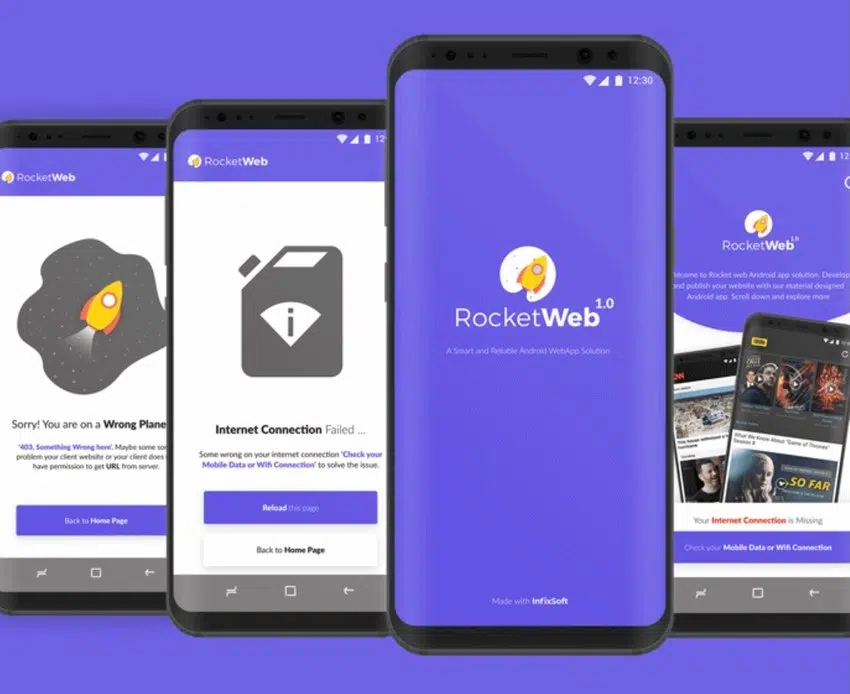 RocketWeb
Sorry! You are on a Wrong Plane
'403, Something Wrong here'. Maybe some
problem your client website or your client does
have permission to get URL from server.
Back to Home Page
12
RocketWeb
Internet Connection Failed ...
Some wrong on your internet connection 'Check your
Mobile Data or Wifi Connection' to solve the issue.
Reload this page
Back to Home Page
12:30
RocketWeb 1.0
A Smart and Reliable Android WebApp Solution
Made with InfixSoft
12
RocketWeb 1.0
to Rocket web Android app solution. Develop
and publish your website with our material designed
Android app. Scroll down and explore more
What We Know About "Game of Thrones"
Season 8
SO FAR
Your Internet Connection is Missing
Check your Mobile Data or Wifi Connection